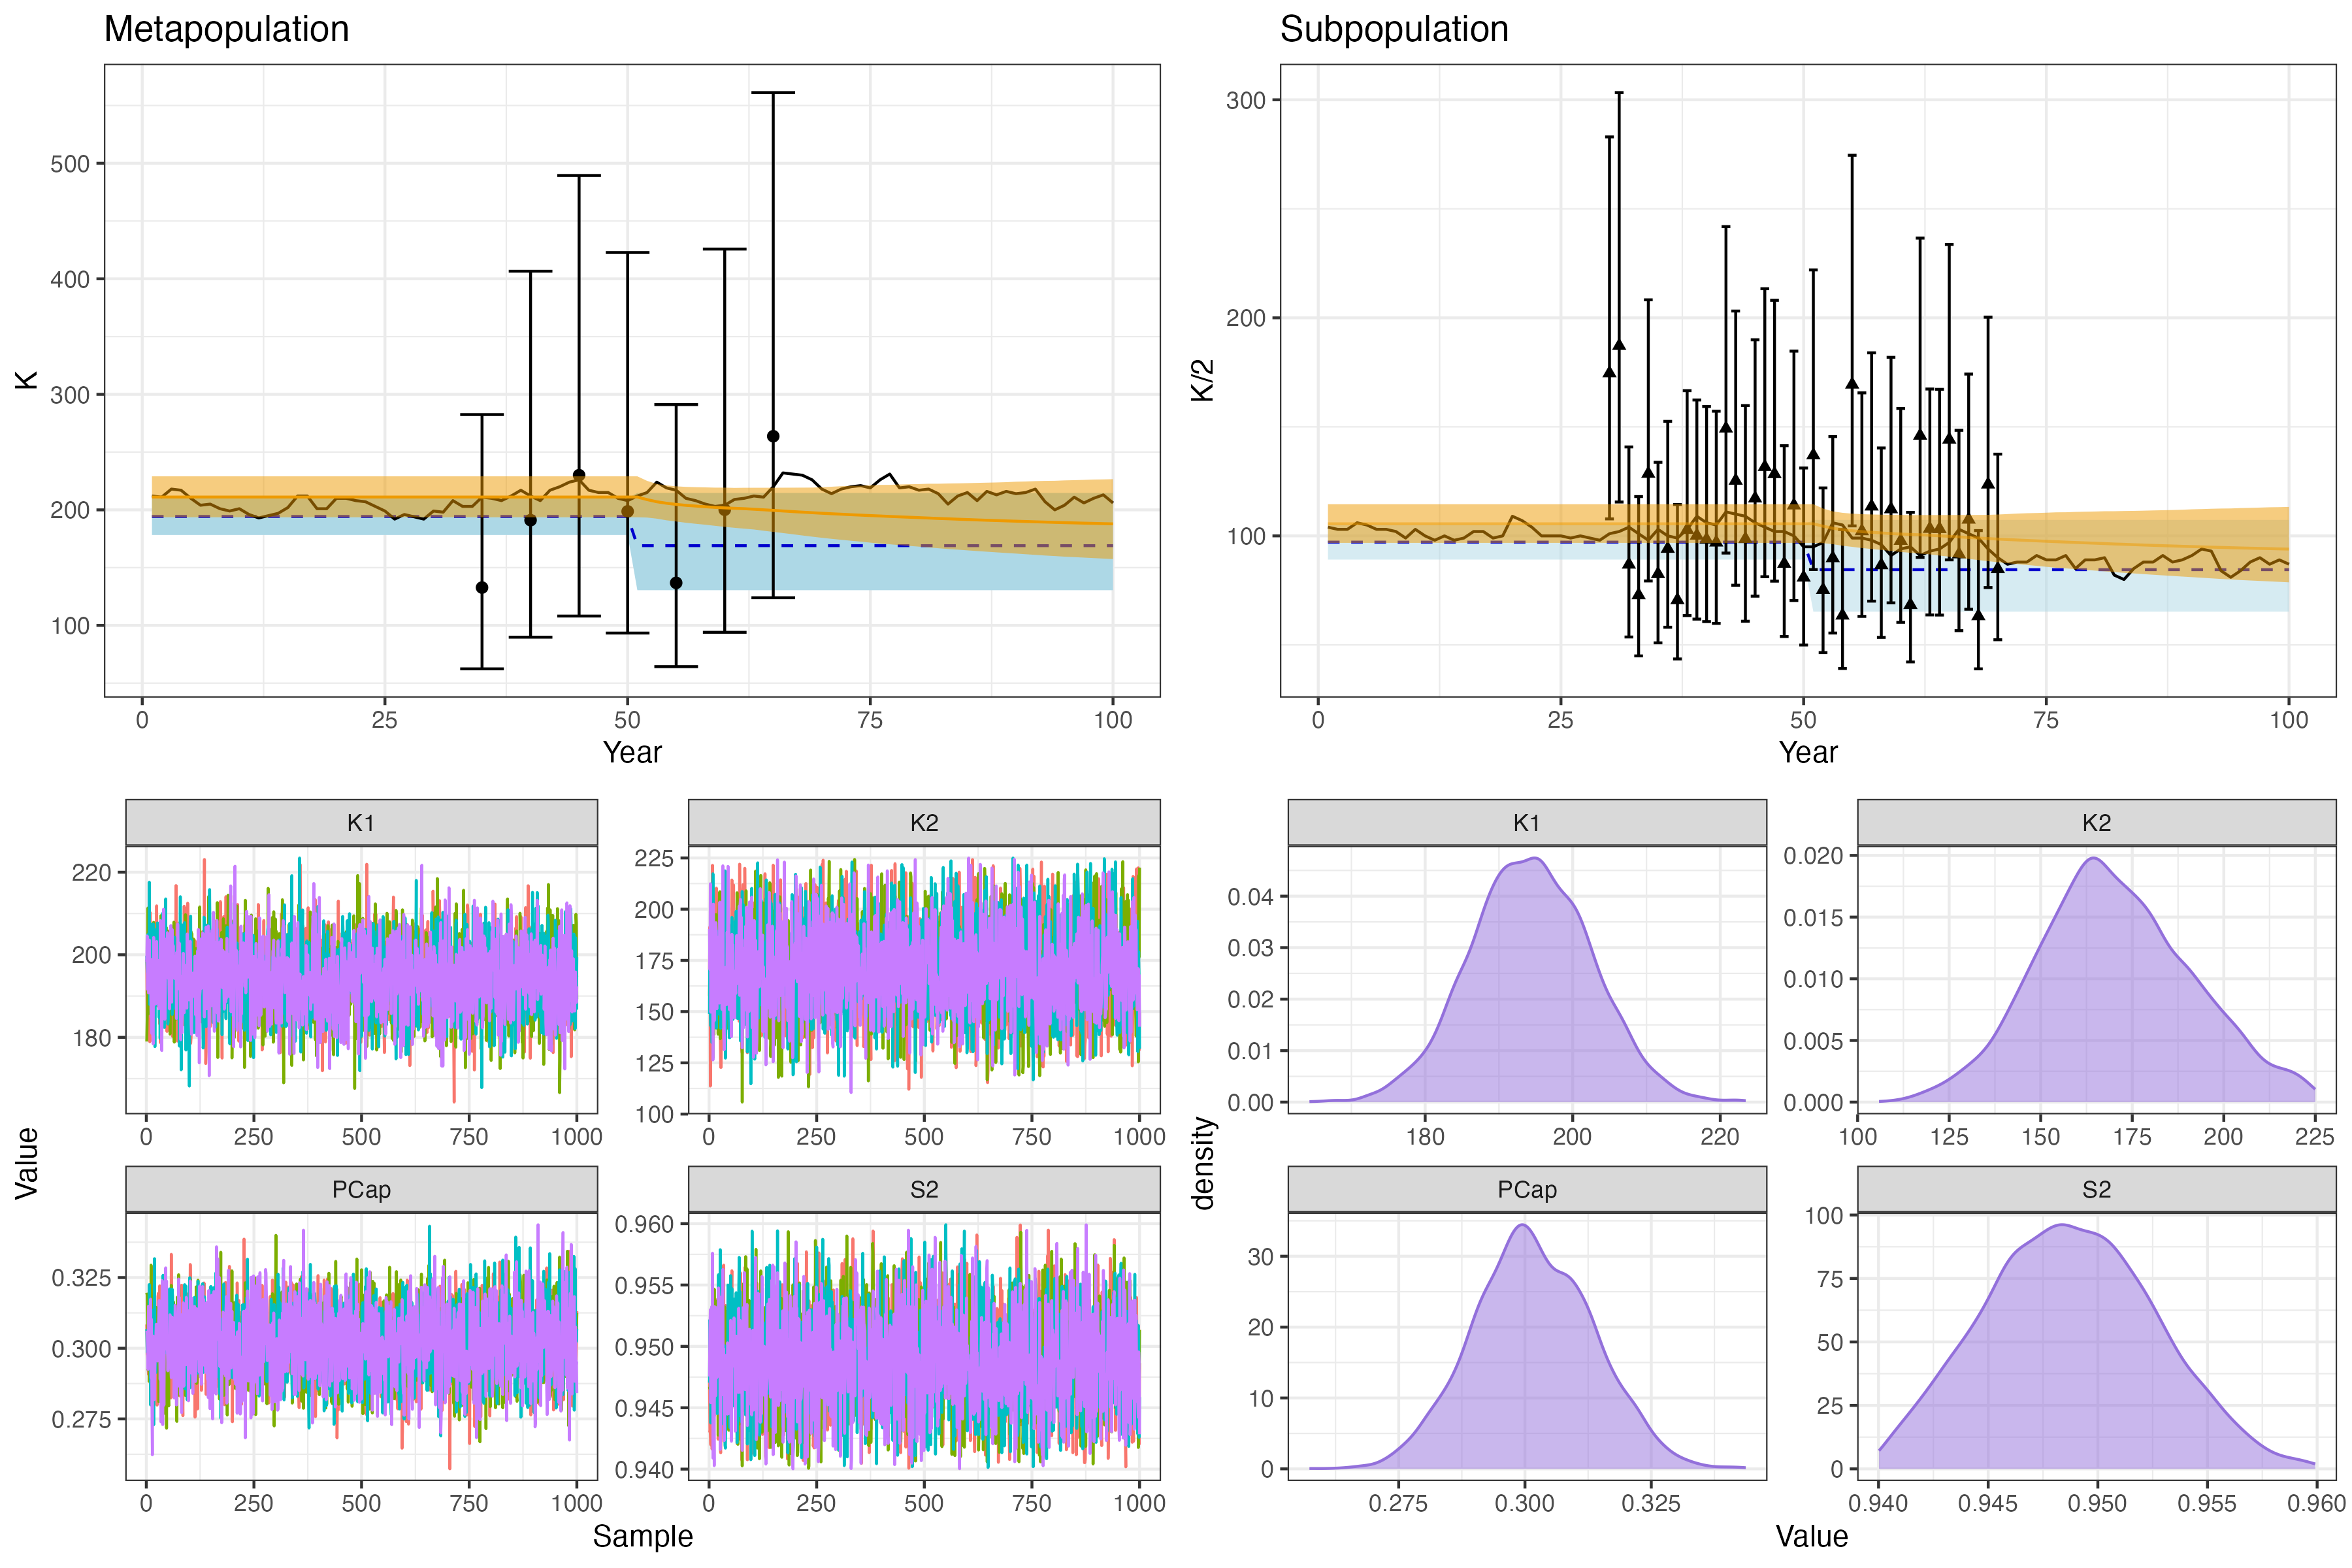 Metapopulation
Subpopulation
K
500
400
300
200
100
0 25 50 75 100
Year
K/2
300
200
100
0 25 50 75 100
Year
Value
K1
220
200
180
0 250 500 750 1000
K2
225
200
175
150
125
100
0 250 500 750 1000
PCap
0.325
0.300
0.275
0 250 500 750 1000
S2
0.960
0.955
0.950
0.945
0.940
0 250 500 750 1000
Sample
density
K1
0.04
0.03
0.02
0.01
0.00
180 200 220
K2
0.020
0.015
0.010
0.005
0.000
100 125 150 175 200 225
PCap
30
20
10
0
0.275 0.300 0.325
S2
100
75
50
25
0
0.940 0.945 0.950 0.955 0.960
Value